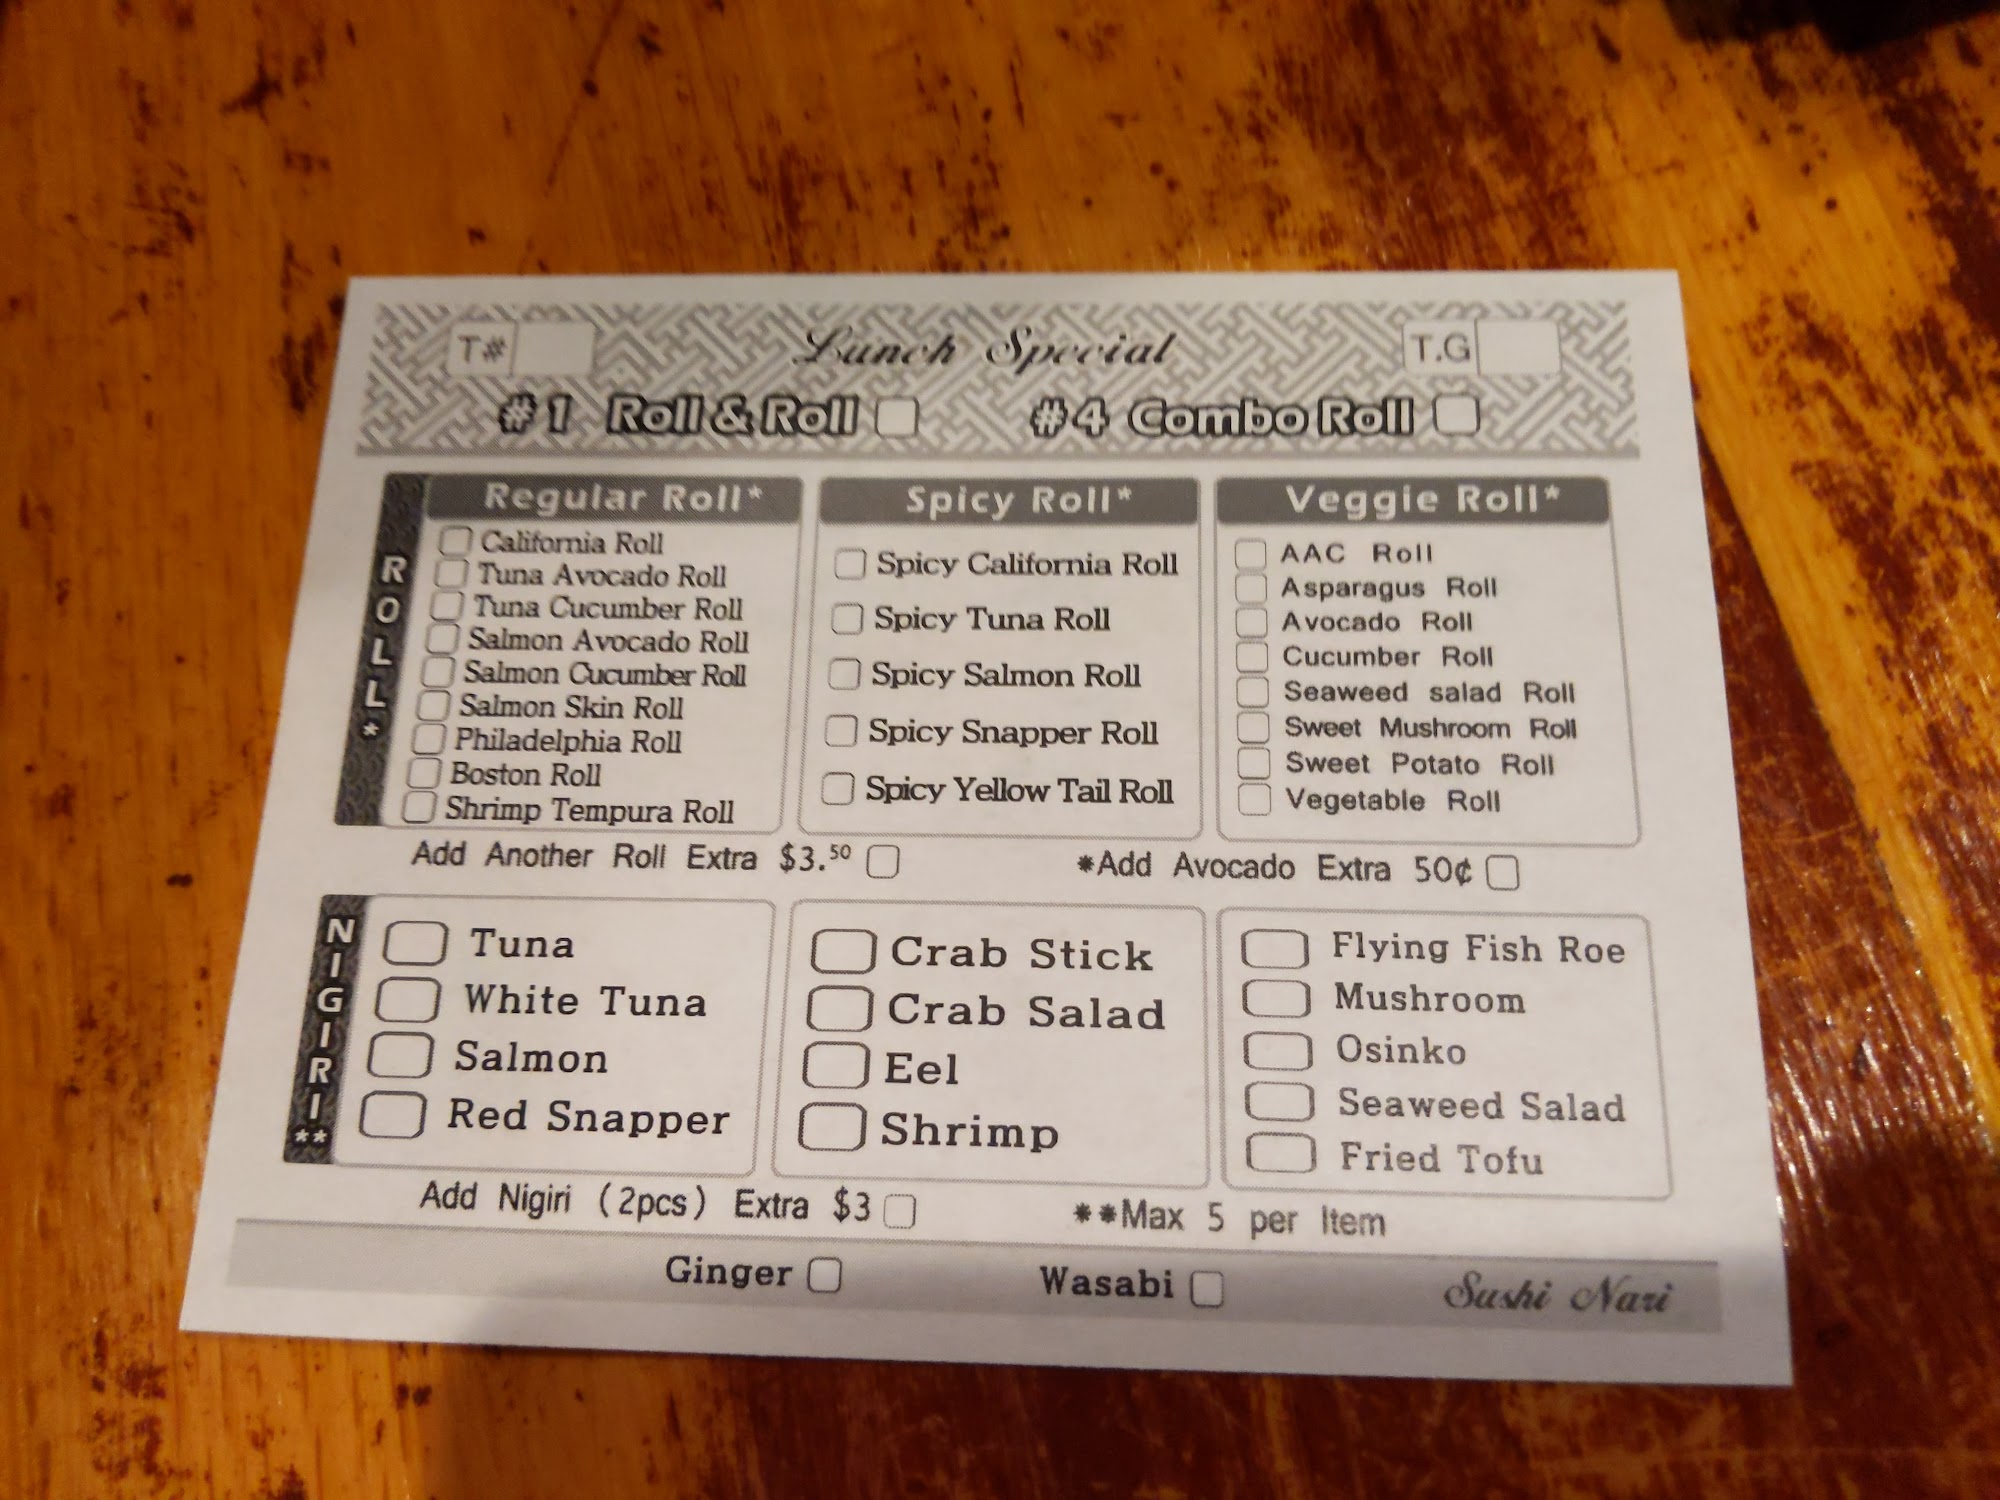 T# Lunch Special T.G
#1 Roll & Roll #4 Combo Roll
ROLL*
Regular Roll*
California Roll
Tuna Avocado Roll
Tuna Cucumber Roll
Salmon Avocado Roll
Salmon Cucumber Roll
Salmon Skin Roll
Philadelphia Roll
Boston Roll
Shrimp Tempura Roll
Spicy Roll*
Spicy California Roll
Spicy Tuna Roll
Spicy Salmon Roll
Spicy Snapper Roll
Spicy Yellow Tail Roll
Veggie Roll*
AAC Roll
Asparagus Roll
Avocado Roll
Cucumber Roll
Seaweed salad Roll
Sweet Mushroom Roll
Sweet Potato Roll
Vegetable Roll
Add Another Roll Extra $3.50 *Add Avocado Extra 50¢
NIGIRI**
Tuna
White Tuna
Salmon
Red Snapper
Crab Stick
Crab Salad
Eel
Shrimp
Flying Fish Roe
Mushroom
Osinko
Seaweed Salad
Fried Tofu
Add Nigiri (2pcs) Extra $3 **Max 5 per Item
Ginger Wasabi Sushi Nari